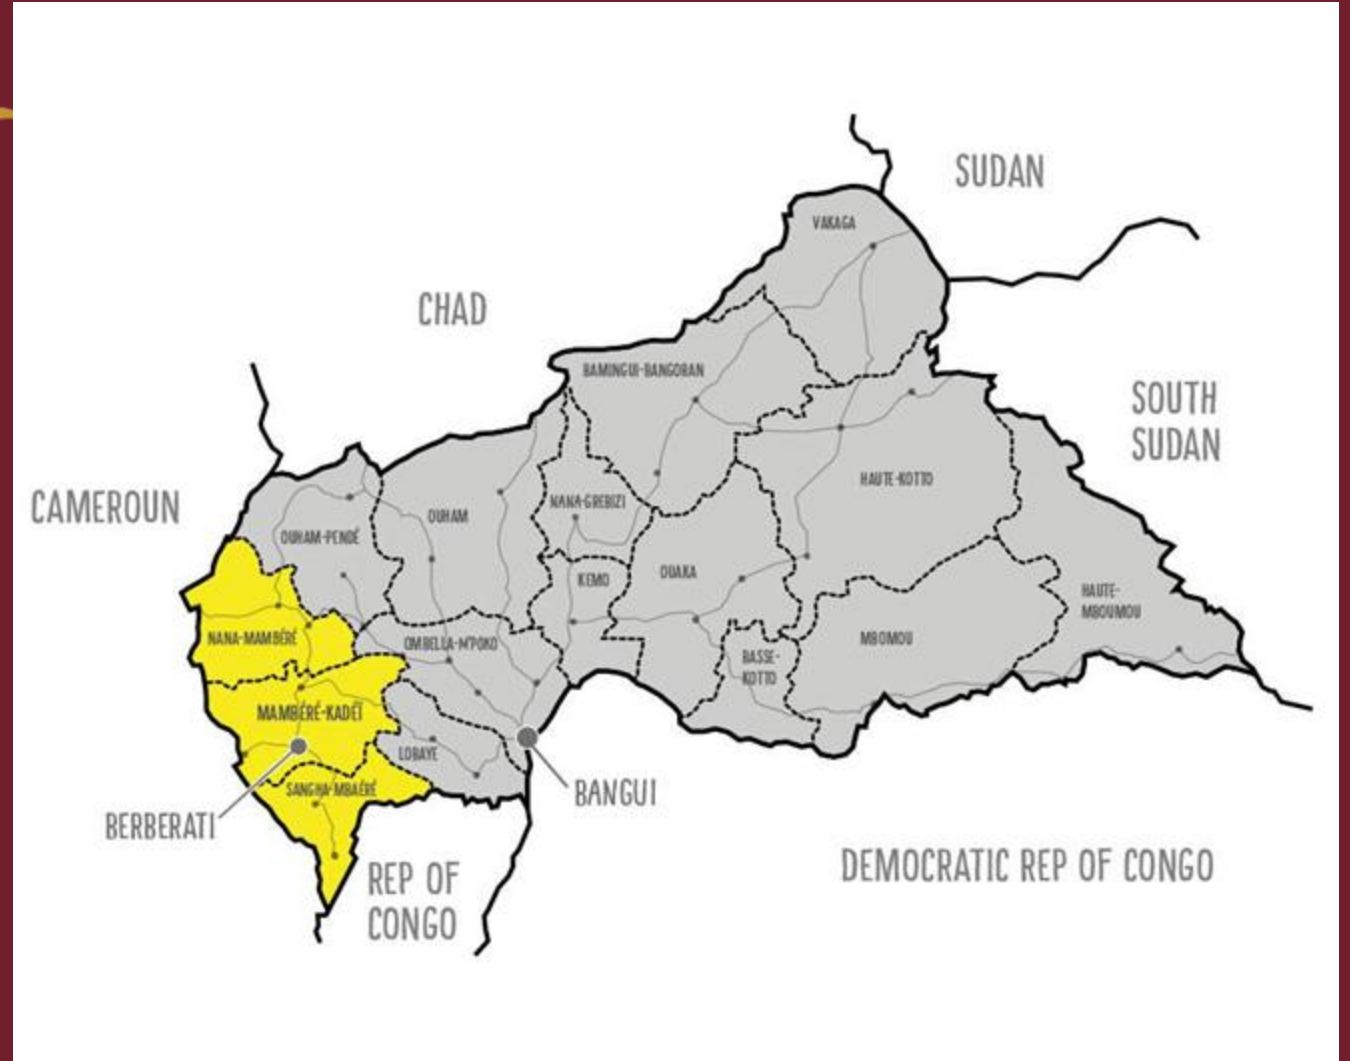 SUDAN
VAKAGA
CHAD
BAMINGUI-BANGORAN
SOUTH
SUDAN
HAUTE-KOTTO
CAMEROUN
NANA-GREBIZI
OUHAM
OUHAM-PENDÉ
KEMO
OUAKA
HAUTE-
MBOUMOU
NANA-MAMBÉRÉ
OMBELLA-M'POKO
MBOMOU
BASSE-
KOTTO
MAMBÉRÉ-KADÉÏ
LOBAYE
SANGHA-MBAÉRÉ
BANGUI
BERBERATI
REP OF
CONGO
DEMOCRATIC REP OF CONGO